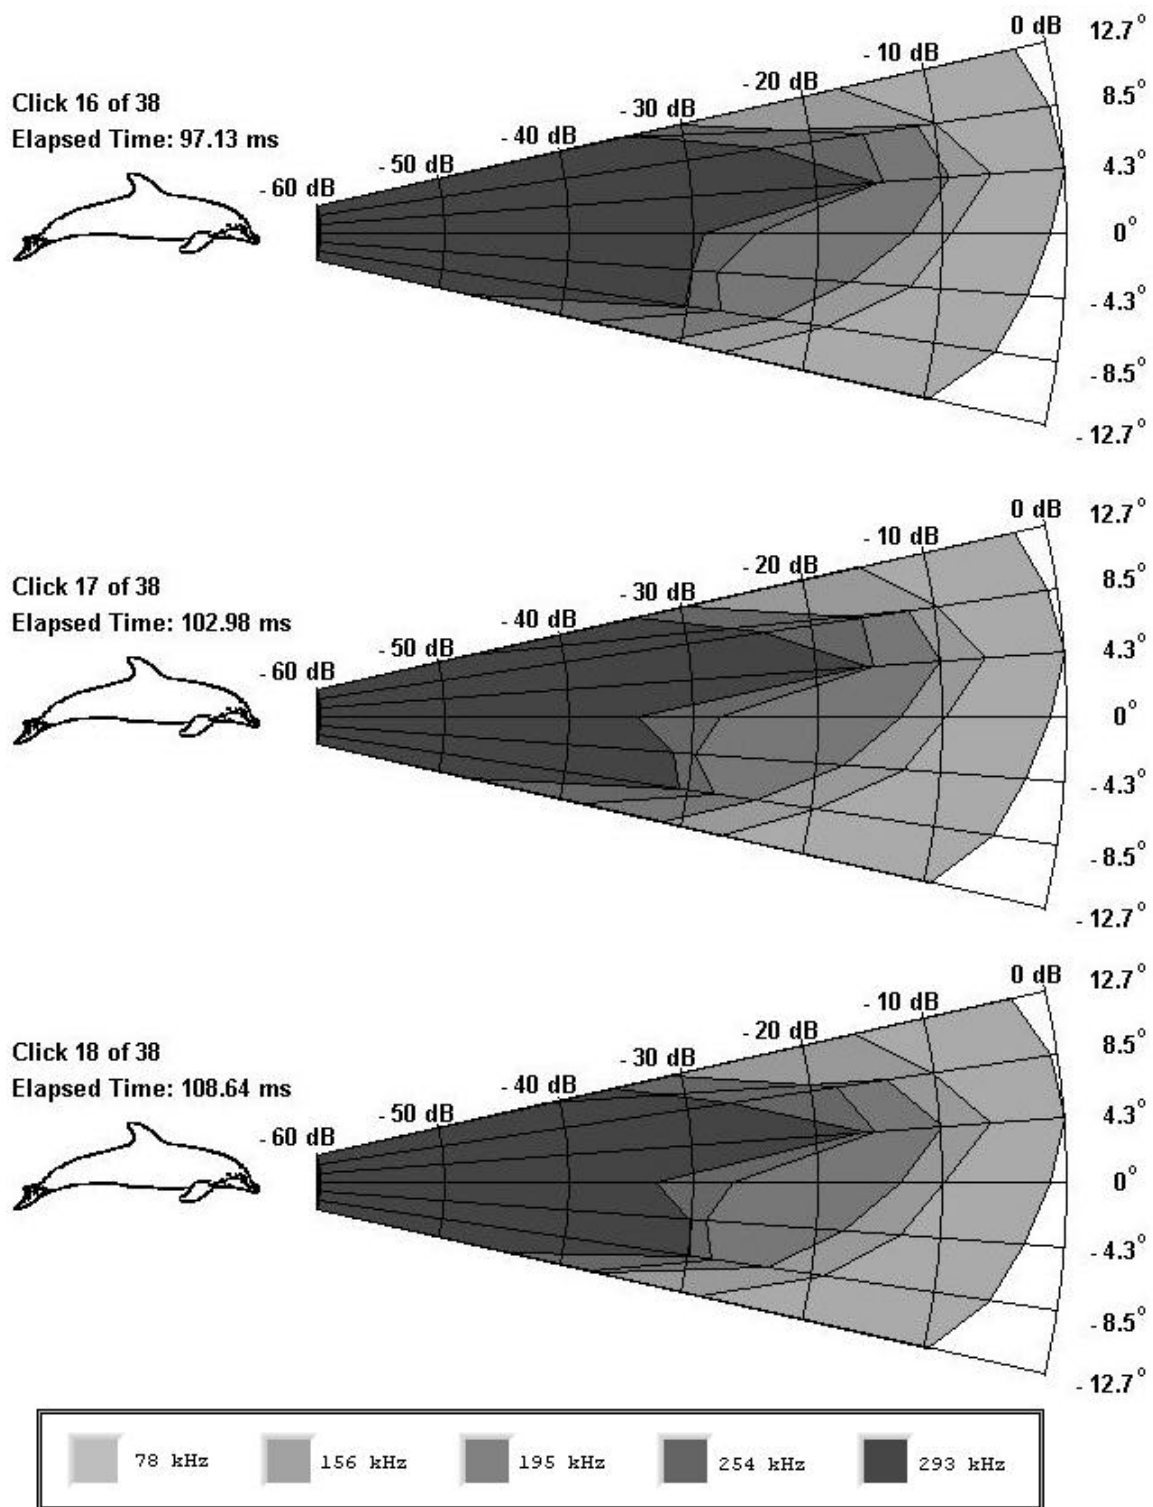 Click 16 of 38
Elapsed Time: 97.13 ms
- 60 dB
- 50 dB
- 40 dB
- 30 dB
- 20 dB
- 10 dB
0 dB
12.7°
8.5°
4.3°
0°
- 4.3°
- 8.5°
- 12.7°
Click 17 of 38
Elapsed Time: 102.98 ms
- 60 dB
- 50 dB
- 40 dB
- 30 dB
- 20 dB
- 10 dB
0 dB
12.7°
8.5°
4.3°
0°
- 4.3°
- 8.5°
- 12.7°
Click 18 of 38
Elapsed Time: 108.64 ms
- 60 dB
- 50 dB
- 40 dB
- 30 dB
- 20 dB
- 10 dB
0 dB
12.7°
8.5°
4.3°
0°
- 4.3°
- 8.5°
- 12.7°
78 kHz 156 kHz 195 kHz 254 kHz 293 kHz